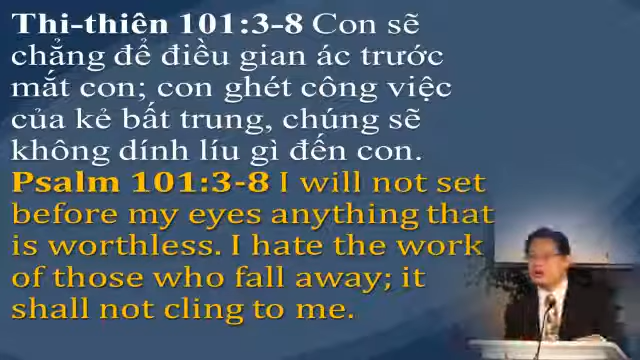 Thi-thiên 101:3-8 Con sẽ
chẳng để điều gian ác trước
mắt con; con ghét công việc
của kẻ bất trung, chúng sẽ
không dính líu gì đến con.
Psalm 101:3-8 I will not set
before my eyes anything that
is worthless. I hate the work
of those who fall away; it
shall not cling to me.